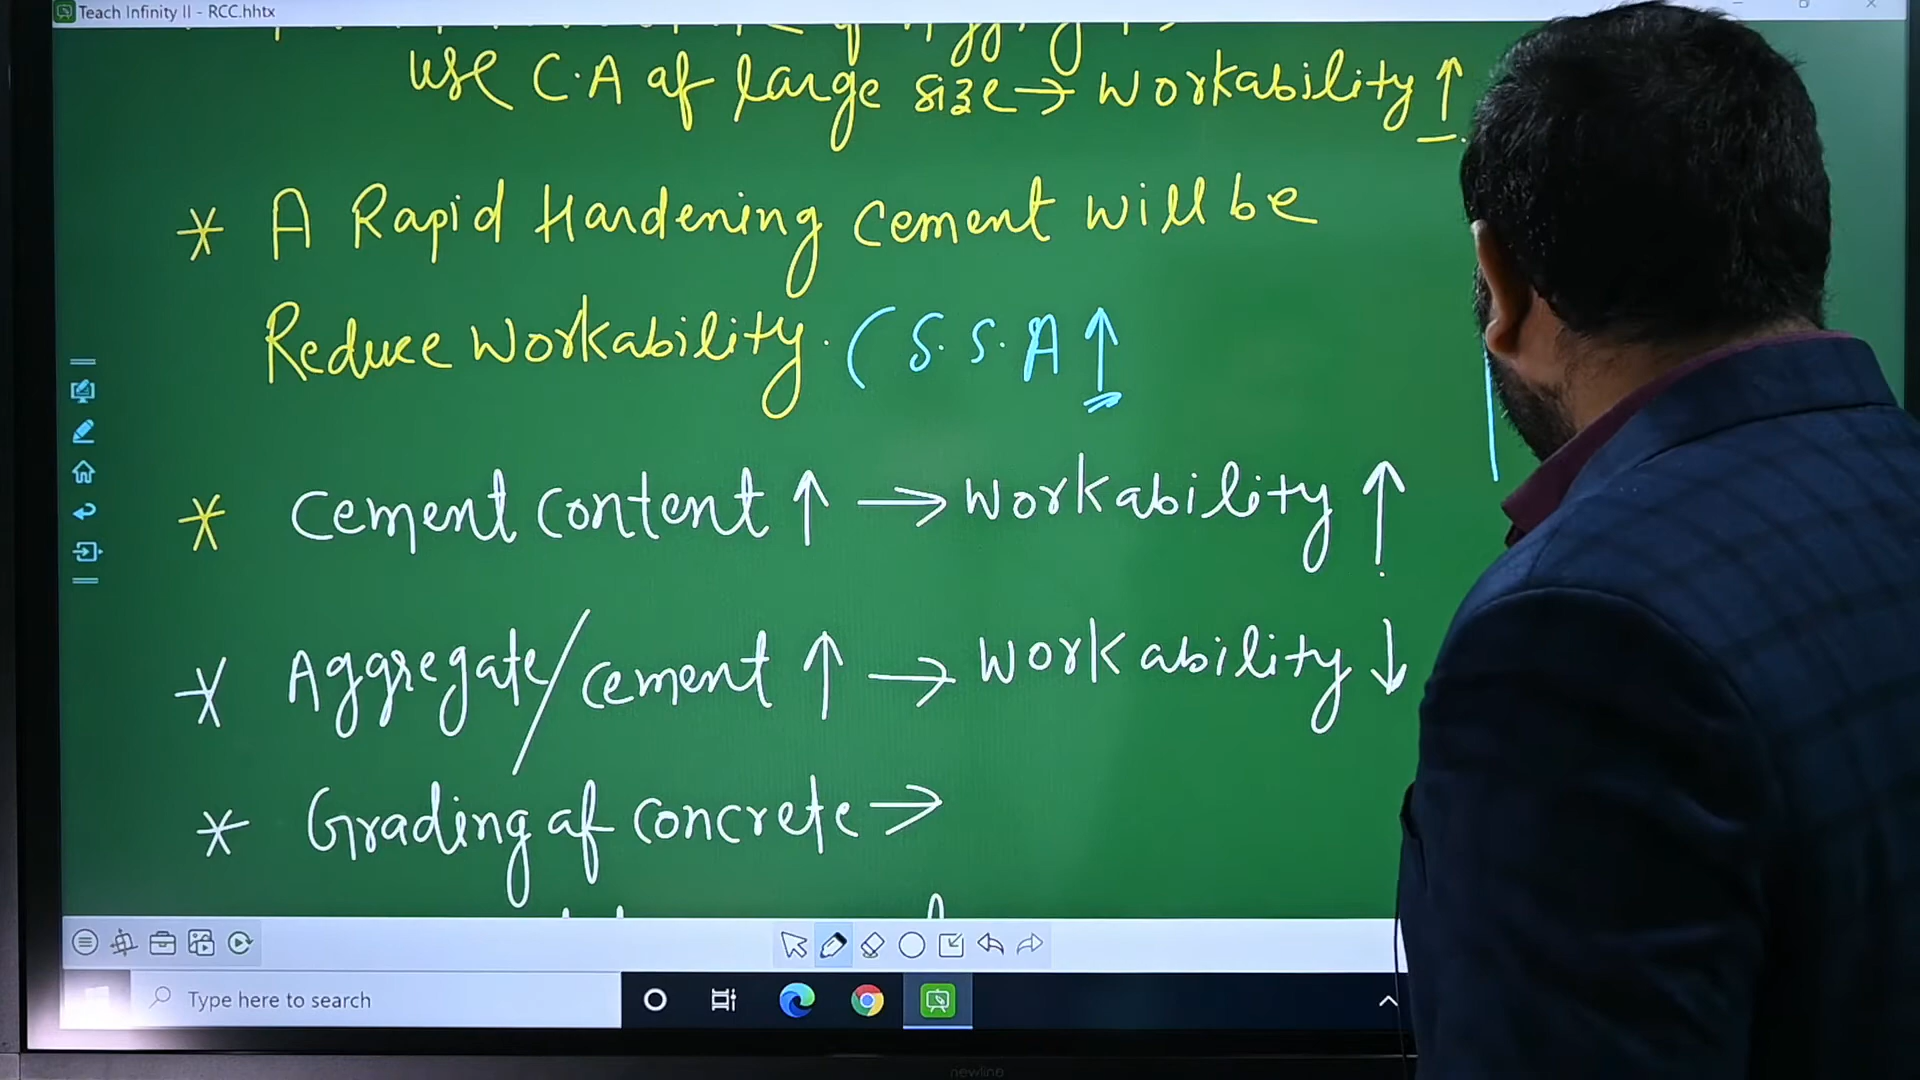 Teach Infinity II - RCC.hhtx
use C.A of large size → Workability ↑
* A Rapid Hardening Cement will be
Reduce Workability. ( S.S.A ↑
* Cement content ↑ → Workability ↑
* Aggregate/cement ↑ → Workability ↓
* Grading of concrete →
Type here to search
newline